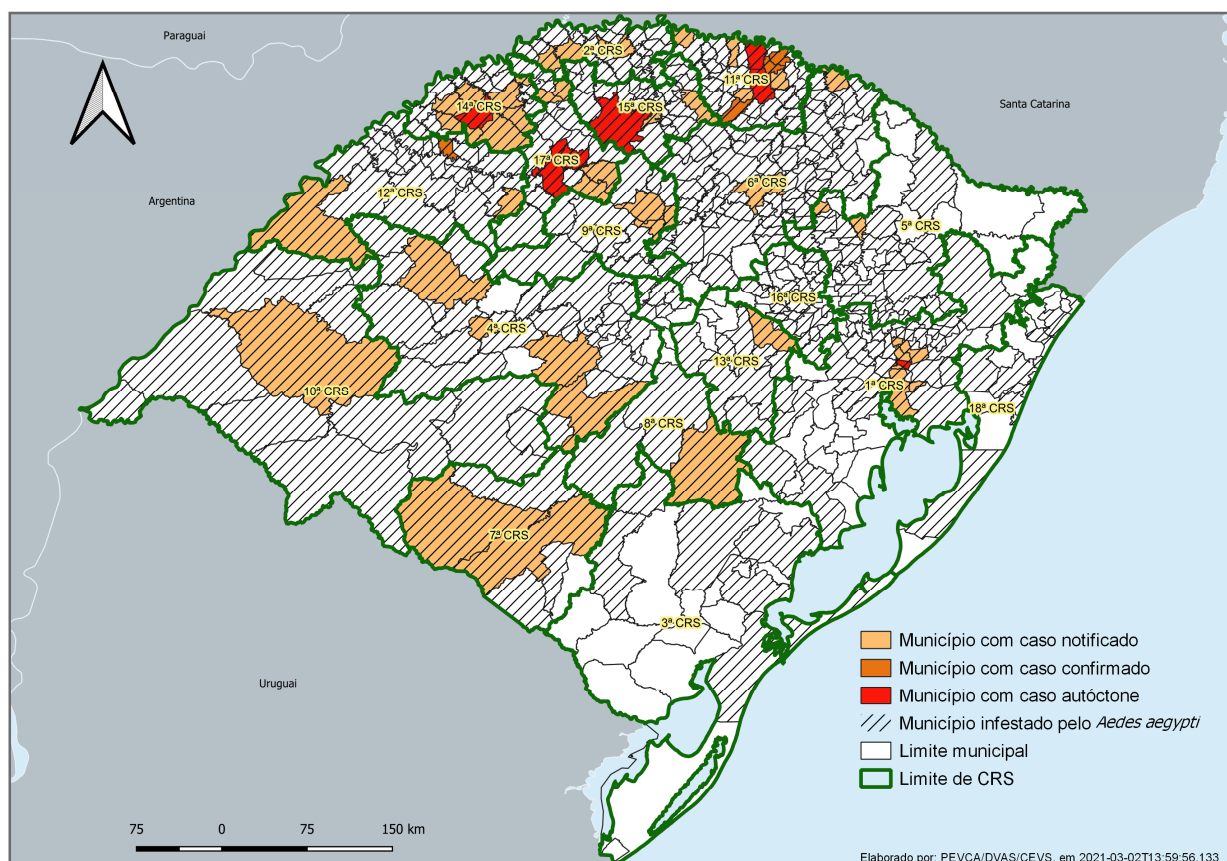 Paraguai
Santa Catarina
Argentina
Uruguai
2ª CRS
11ª CRS
14ª CRS
15ª CRS
17ª CRS
12ª CRS
6ª CRS
9ª CRS
5ª CRS
16ª CRS
4ª CRS
13ª CRS
10ª CRS
1ª CRS
18ª CRS
8ª CRS
7ª CRS
3ª CRS
Município com caso notificado
Município com caso confirmado
Município com caso autóctone
Município infestado pelo Aedes aegypti
Limite municipal
Limite de CRS
75 0 75 150 km
Elaborado por: PEVCA/DVAS/CEVS, em 2021-03-02T13:59:56.133